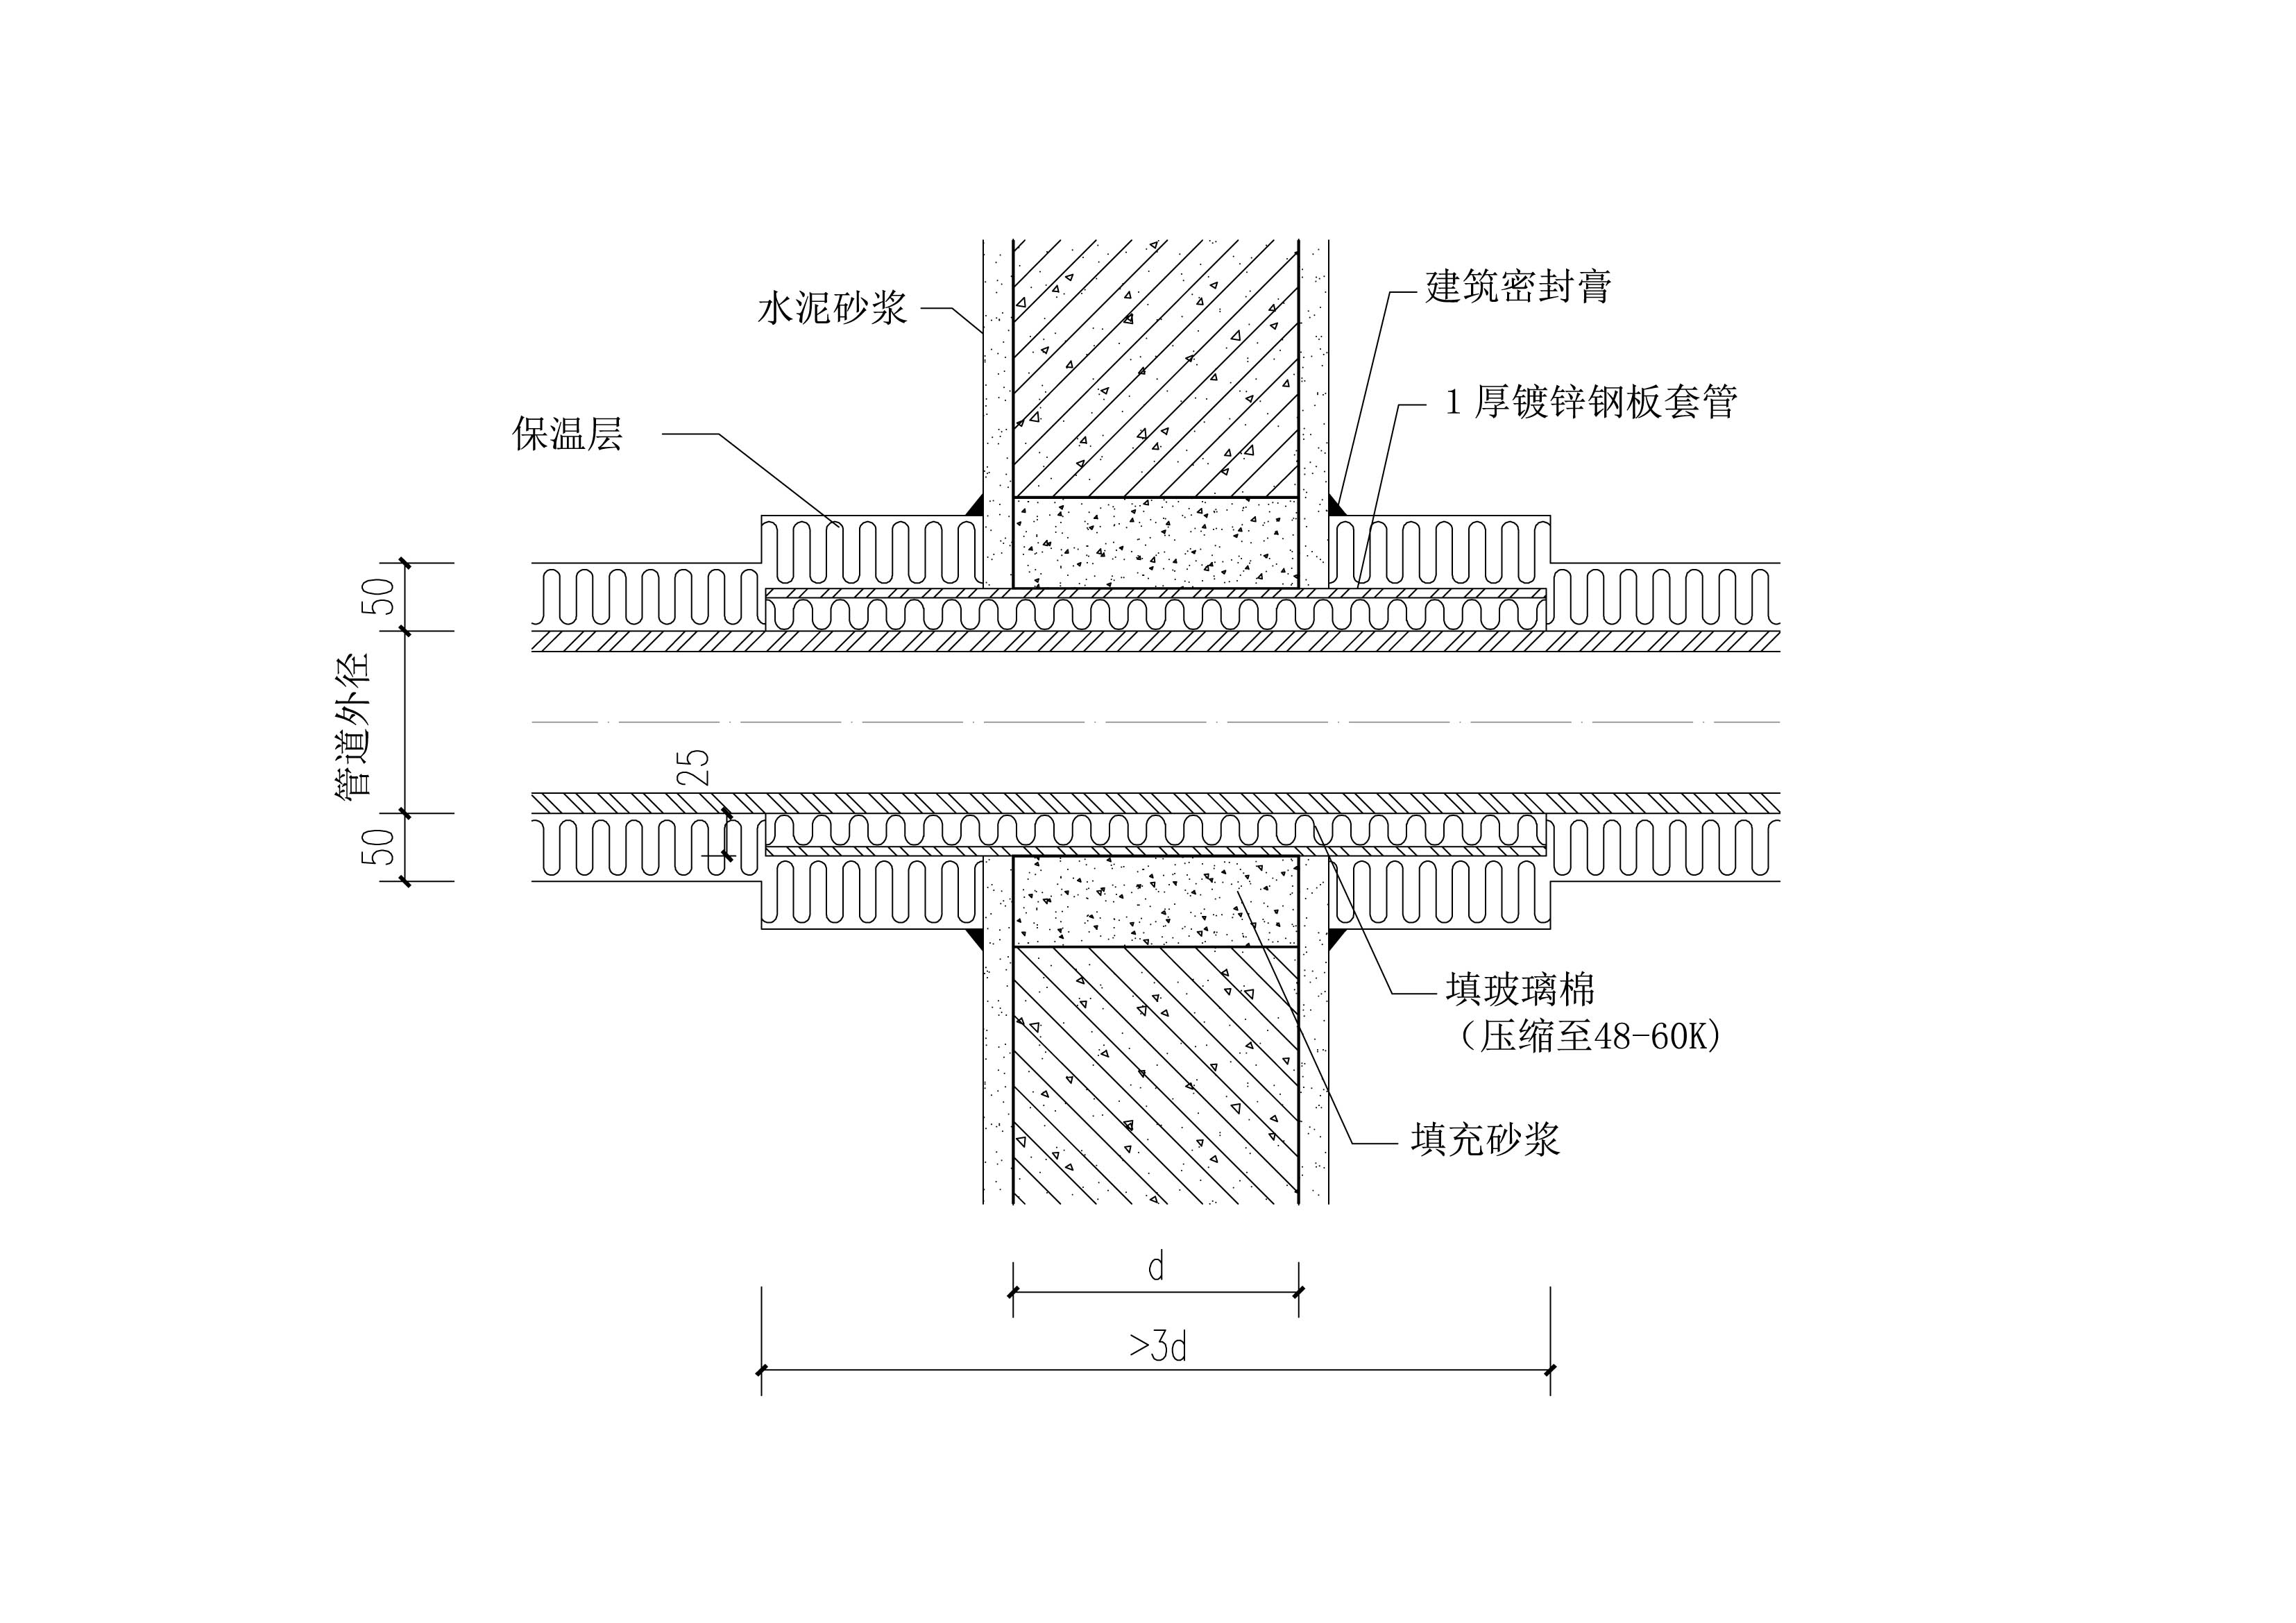 建筑密封膏
水泥砂浆
1厚镀锌钢板套管
保温层
50
管道外径
25
50
填玻璃棉
(压缩至48-60K)
填充砂浆
d
>3d